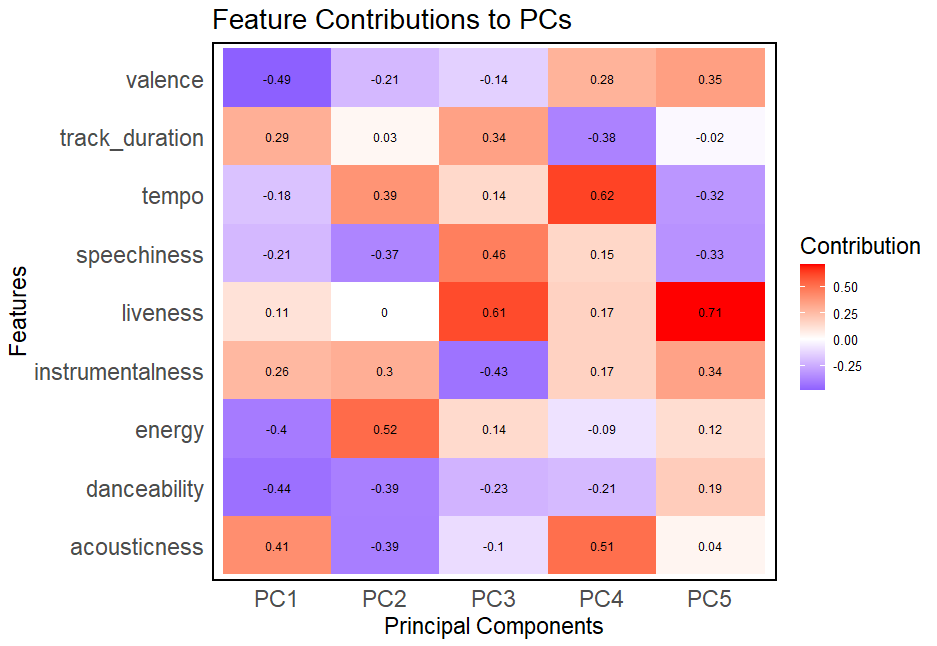 Feature Contributions to PCs
Features
valence -0.49 -0.21 -0.14 0.28 0.35
track_duration 0.29 0.03 0.34 -0.38 -0.02
tempo -0.18 0.39 0.14 0.62 -0.32
speechiness -0.21 -0.37 0.46 0.15 -0.33
liveness 0.11 0 0.61 0.17 0.71
instrumentalness 0.26 0.3 -0.43 0.17 0.34
energy -0.4 0.52 0.14 -0.09 0.12
danceability -0.44 -0.39 -0.23 -0.21 0.19
acousticness 0.41 -0.39 -0.1 0.51 0.04
PC1 PC2 PC3 PC4 PC5
Principal Components
Contribution
0.50
0.25
0.00
-0.25